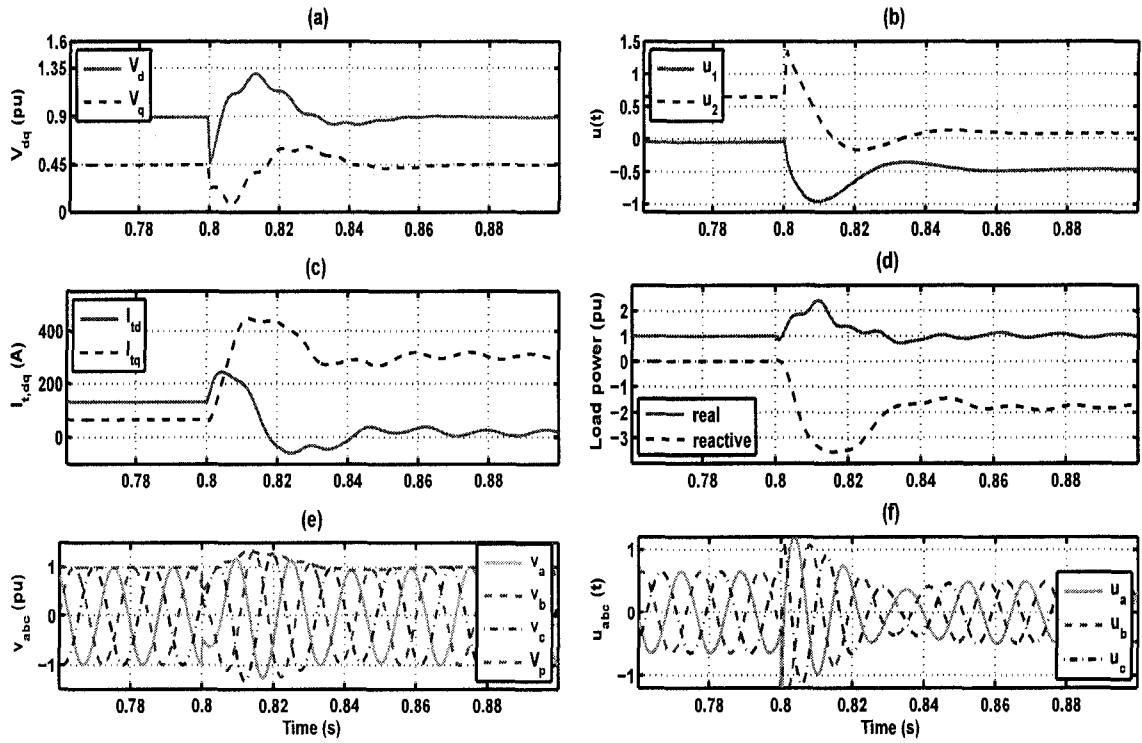 (a)
1.6
1.35
0.9
0.45
0
V_dq (pu)
V_d
V_q
0.78 0.8 0.82 0.84 0.86 0.88
(b)
1.5
1
0.5
0
−0.5
−1
u(t)
u_1
u_2
0.78 0.8 0.82 0.84 0.86 0.88
(c)
400
200
0
I_t,dq (A)
I_td
I_tq
0.78 0.8 0.82 0.84 0.86 0.88
(d)
2
1
0
−1
−2
−3
Load power (pu)
real
reactive
0.78 0.8 0.82 0.84 0.86 0.88
(e)
1
0
−1
v_abc (pu)
v_a
v_b
v_c
V_p
0.78 0.8 0.82 0.84 0.86 0.88
Time (s)
(f)
1
0
−1
u_abc (t)
u_a
u_b
u_c
0.78 0.8 0.82 0.84 0.86 0.88
Time (s)